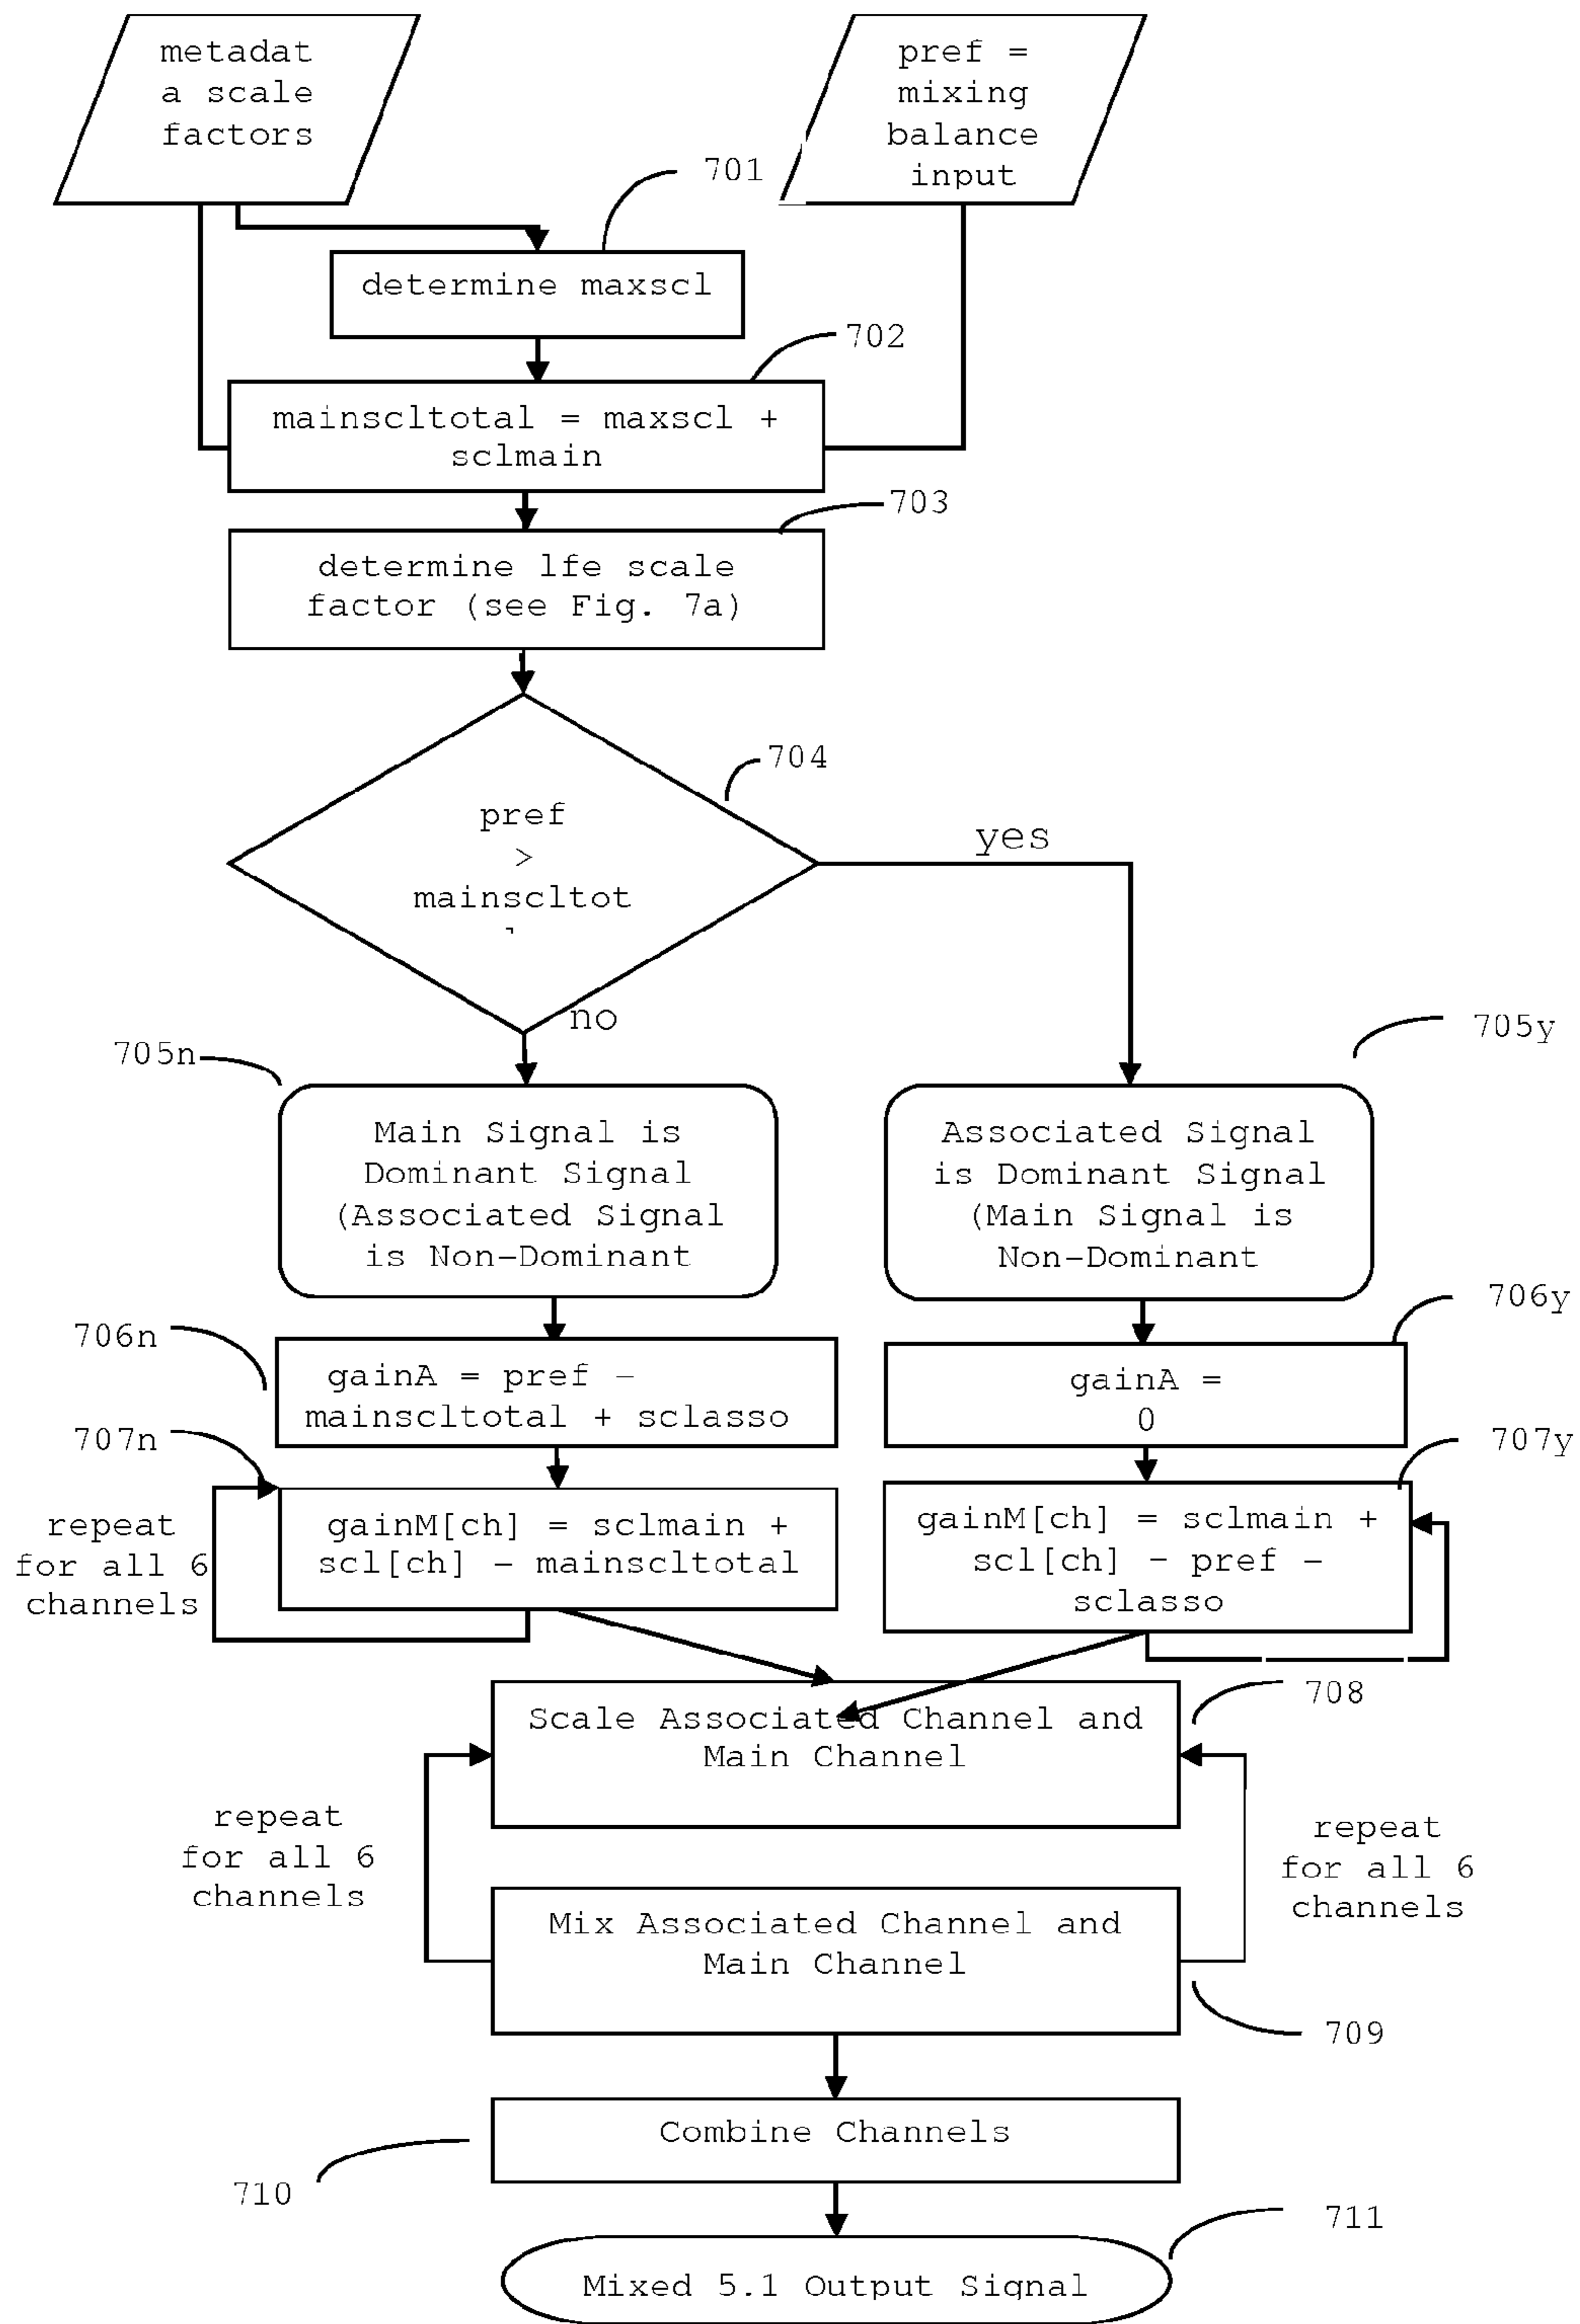 metadat
a scale
factors
pref =
mixing
balance
input
701
determine maxscl
702
mainscltotal = maxscl +
sclmain
703
determine lfe scale
factor (see Fig. 7a)
704
pref
>
mainscltot
yes
no
705n
705y
Main Signal is
Dominant Signal
(Associated Signal
is Non-Dominant
Associated Signal
is Dominant Signal
(Main Signal is
Non-Dominant
706n
706y
gainA = pref -
mainscltotal + sclasso
gainA =
0
707n
707y
repeat
for all 6
channels
gainM[ch] = sclmain +
scl[ch] - mainscltotal
gainM[ch] = sclmain +
scl[ch] - pref -
sclasso
708
Scale Associated Channel and
Main Channel
repeat
for all 6
channels
repeat
for all 6
channels
Mix Associated Channel and
Main Channel
709
Combine Channels
710
711
Mixed 5.1 Output Signal